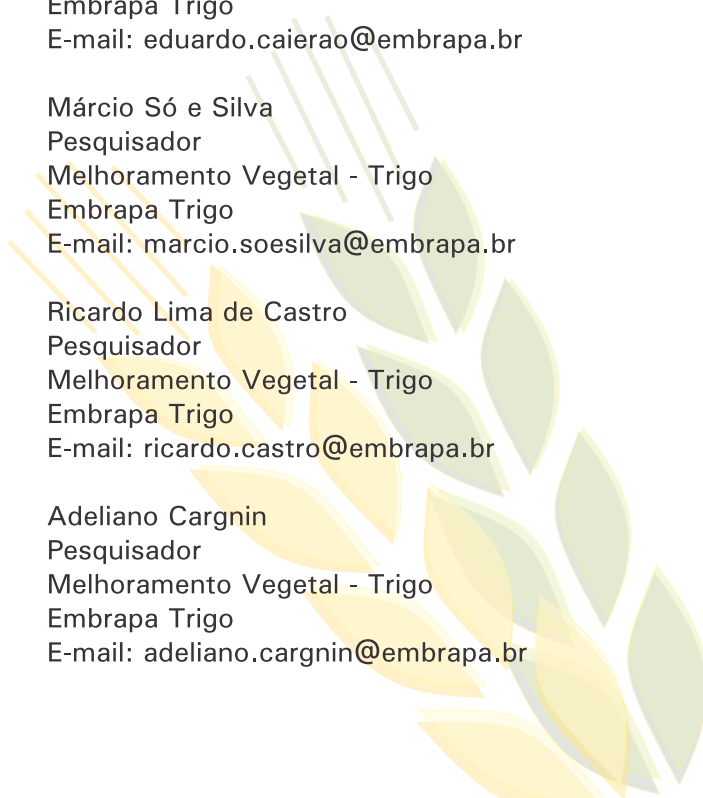 Embrapa Trigo
E-mail: eduardo.caierao@embrapa.br
Márcio Só e Silva
Pesquisador
Melhoramento Vegetal - Trigo
Embrapa Trigo
E-mail: marcio.soesilva@embrapa.br
Ricardo Lima de Castro
Pesquisador
Melhoramento Vegetal - Trigo
Embrapa Trigo
E-mail: ricardo.castro@embrapa.br
Adeliano Cargnin
Pesquisador
Melhoramento Vegetal - Trigo
Embrapa Trigo
E-mail: adeliano.cargnin@embrapa.br